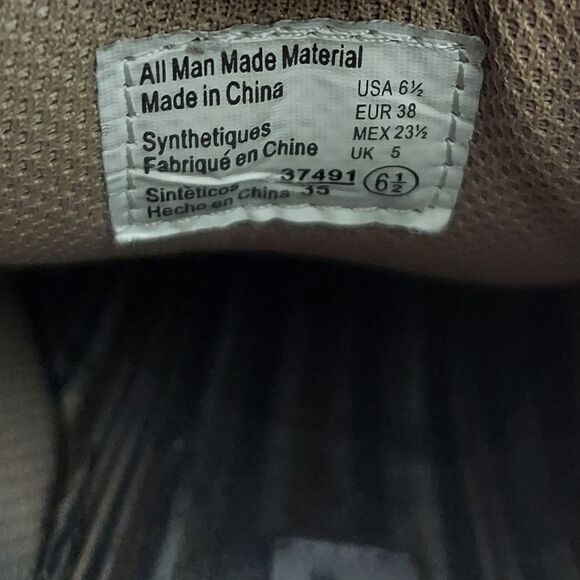 All Man Made Material
Made in China
USA 6½
EUR 38
MEX 23½
UK 5
Synthetiques
Fabriqué en Chine
37491
Sintèticos
Hecho en China 35
6½